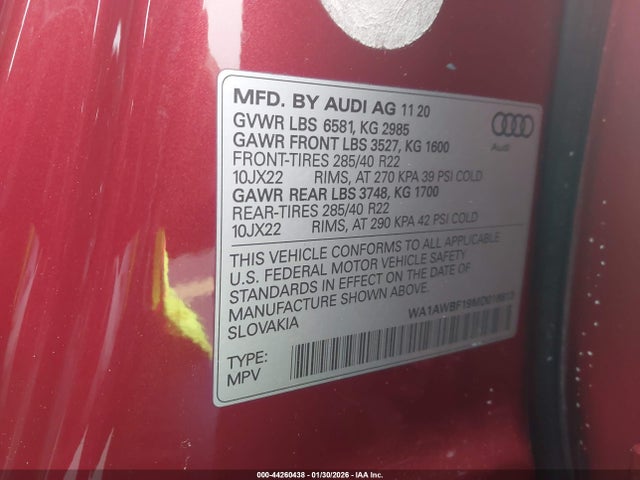 MFD. BY AUDI AG 11 20
GVWR LBS 6581, KG 2985
GAWR FRONT LBS 3527, KG 1600
FRONT-TIRES 285/40 R22
10JX22 RIMS, AT 270 KPA 39 PSI COLD
GAWR REAR LBS 3748, KG 1700
REAR-TIRES 285/40 R22
10JX22 RIMS, AT 290 KPA 42 PSI COLD
THIS VEHICLE CONFORMS TO ALL APPLICABLE
U.S. FEDERAL MOTOR VEHICLE SAFETY
STANDARDS IN EFFECT ON THE DATE OF
MANUFACTURE SHOWN ABOVE.
SLOVAKIA
TYPE:
MPV
Audi
000-44260438 - 01/30/2026 - IAA Inc.